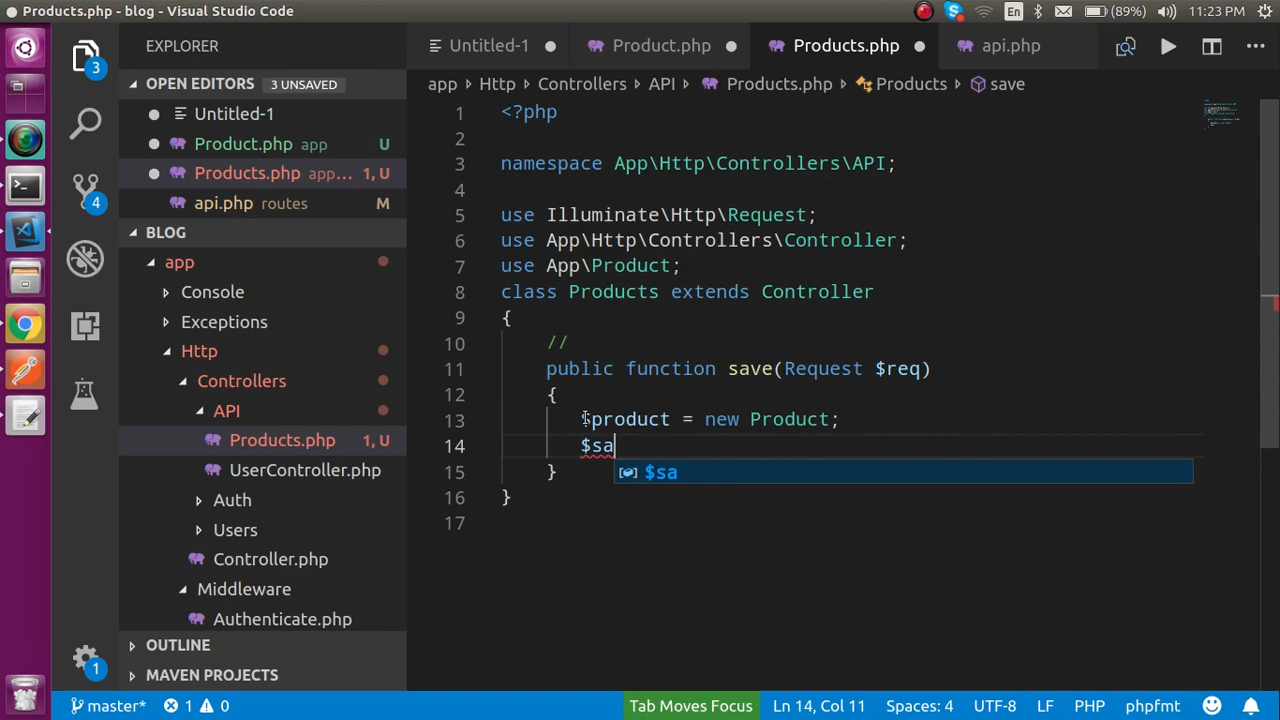 Products.php - blog - Visual Studio Code
En
(89%)
11:23 PM
EXPLORER
Untitled-1
Product.php
Products.php
api.php
3
OPEN EDITORS
3 UNSAVED
app > Http > Controllers > API > Products.php > Products > save
Untitled-1
Product.php app U
Products.php app... 1, U
api.php routes M
4
BLOG
app
Console
Exceptions
Http
Controllers
API
Products.php 1, U
UserController.php
Auth
Users
Controller.php
Middleware
Authenticate.php
OUTLINE
MAVEN PROJECTS
1
1 <?php
2
3 namespace App\Http\Controllers\API;
4
5 use Illuminate\Http\Request;
6 use App\Http\Controllers\Controller;
7 use App\Product;
8 class Products extends Controller
9 {
10 //
11 public function save(Request $req)
12 {
13 $product = new Product;
14 $sa
$sa
15 }
16 }
17
master* 1 0
Tab Moves Focus
Ln 14, Col 11
Spaces: 4
UTF-8
LF
PHP
phpfmt